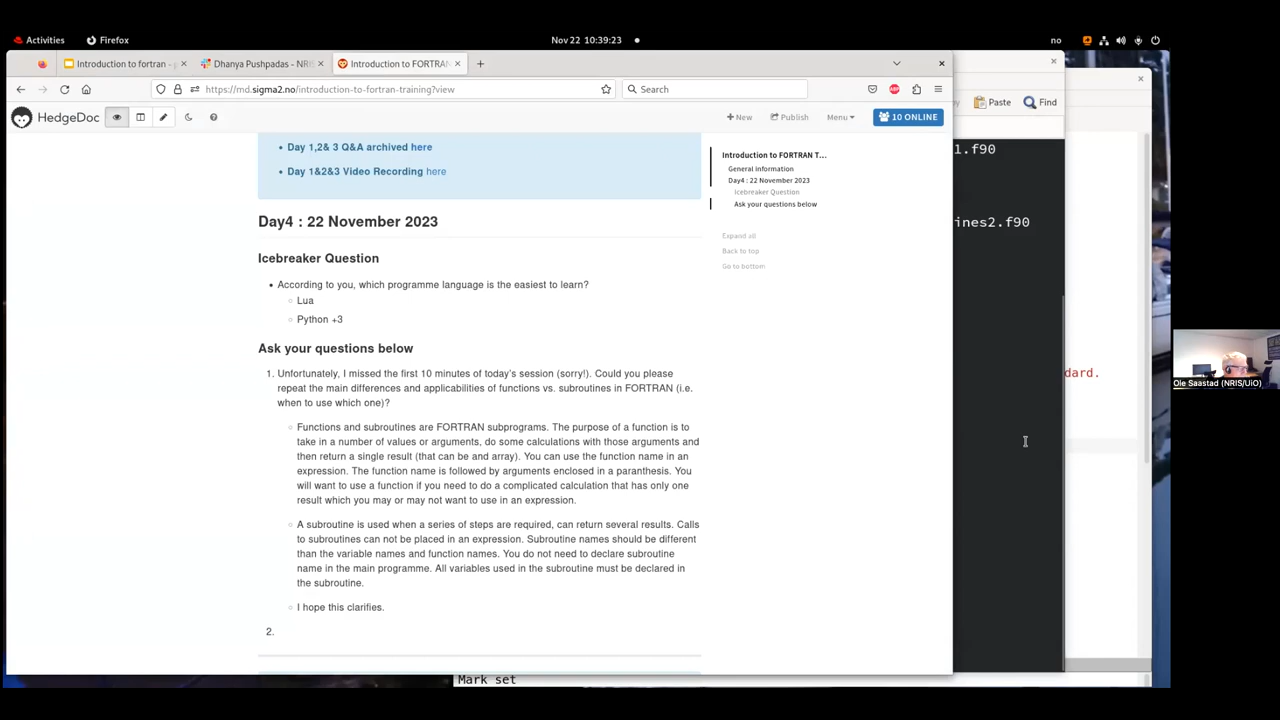 Activities Firefox Nov 22 10:39:23 no
Introduction to fortran - Dhanya Pushpadas - NRIS Introduction to FORTRAN
https://md.sigma2.no/introduction-to-fortran-training?view Search
Paste Find
HedgeDoc + New Publish Menu 10 ONLINE
Day 1,2& 3 Q&A archived here
Day 1&2&3 Video Recording here
Introduction to FORTRAN T...
General information
Day4 : 22 November 2023
Icebreaker Question
Ask your questions below
Expand all
Back to top
Go to bottom
1.f90
ines2.f90
dard.
Day4 : 22 November 2023
Icebreaker Question
According to you, which programme language is the easiest to learn?
Lua
Python +3
Ask your questions below
1. Unfortunately, I missed the first 10 minutes of today's session (sorry!). Could you please
repeat the main differences and applicabilities of functions vs. subroutines in FORTRAN (i.e.
when to use which one)?
Functions and subroutines are FORTRAN subprograms. The purpose of a function is to
take in a number of values or arguments, do some calculations with those arguments and
then return a single result (that can be and array). You can use the function name in an
expression. The function name is followed by arguments enclosed in a paranthesis. You
will want to use a function if you need to do a complicated calculation that has only one
result which you may or may not want to use in an expression.
A subroutine is used when a series of steps are required, can return several results. Calls
to subroutines can not be placed in an expression. Subroutine names should be different
than the variable names and function names. You do not need to declare subroutine
name in the main programme. All variables used in the subroutine must be declared in
the subroutine.
I hope this clarifies.
2.
Mark set
Ole Saastad (NRIS/UiO)